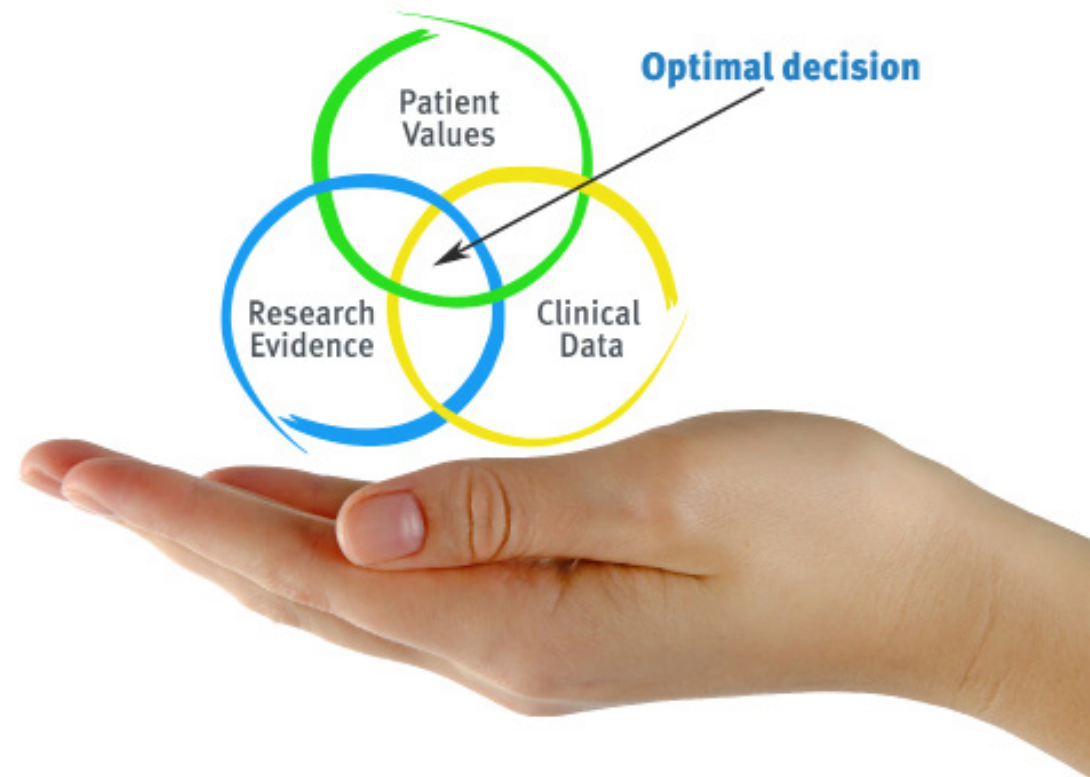 Optimal decision
Patient
Values
Research
Evidence
Clinical
Data